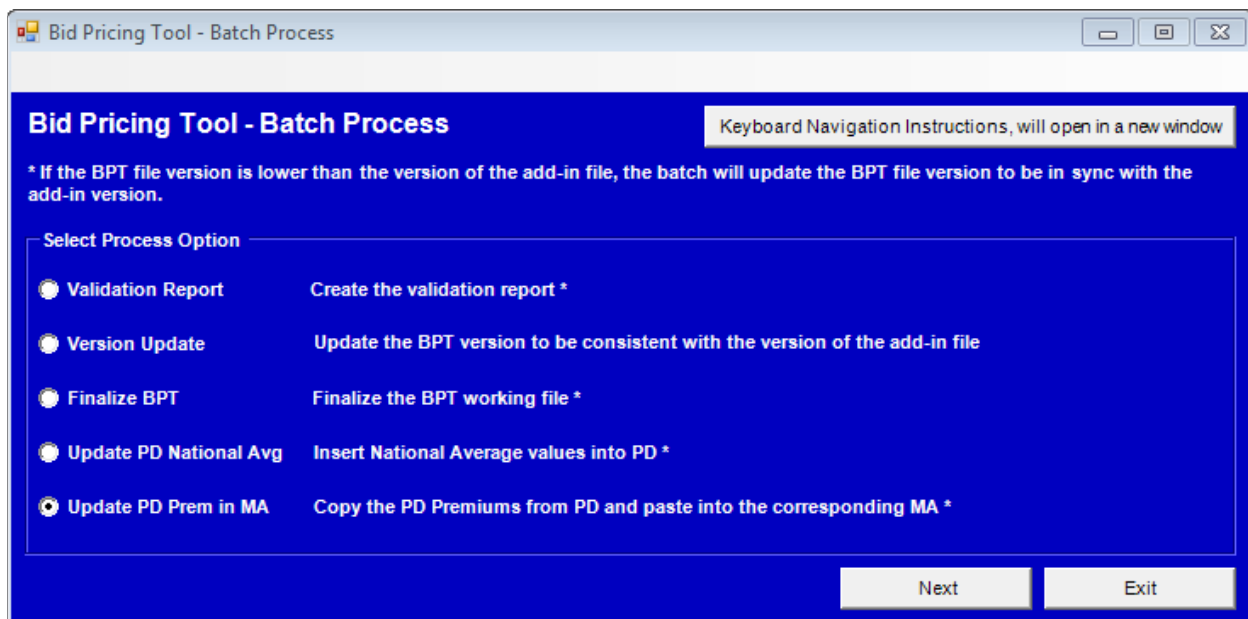 Bid Pricing Tool - Batch Process
Bid Pricing Tool - Batch Process
Keyboard Navigation Instructions, will open in a new window
* If the BPT file version is lower than the version of the add-in file, the batch will update the BPT file version to be in sync with the
add-in version.
Select Process Option
Validation Report Create the validation report *
Version Update Update the BPT version to be consistent with the version of the add-in file
Finalize BPT Finalize the BPT working file *
Update PD National Avg Insert National Average values into PD *
Update PD Prem in MA Copy the PD Premiums from PD and paste into the corresponding MA *
Next Exit